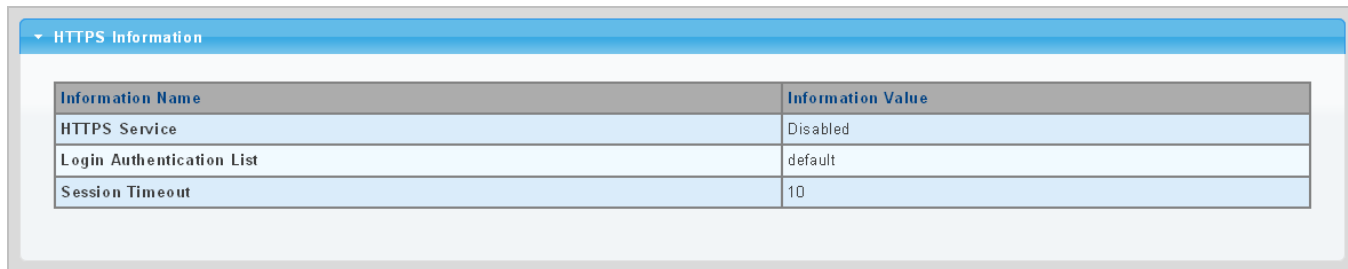 HTTPS Information
Information Name Information Value
HTTPS Service Disabled
Login Authentication List default
Session Timeout 10